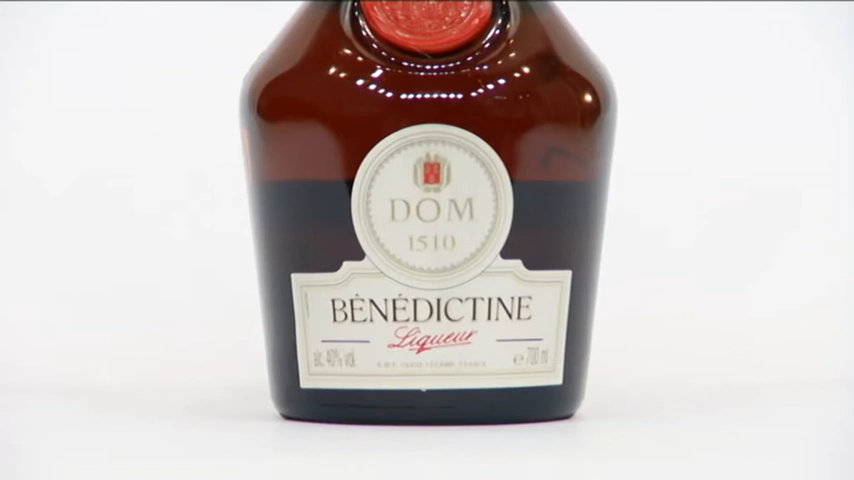 DOM
1510
BÉNÉDICTINE
Liqueur
alc. 40% vol.
e 700 ml